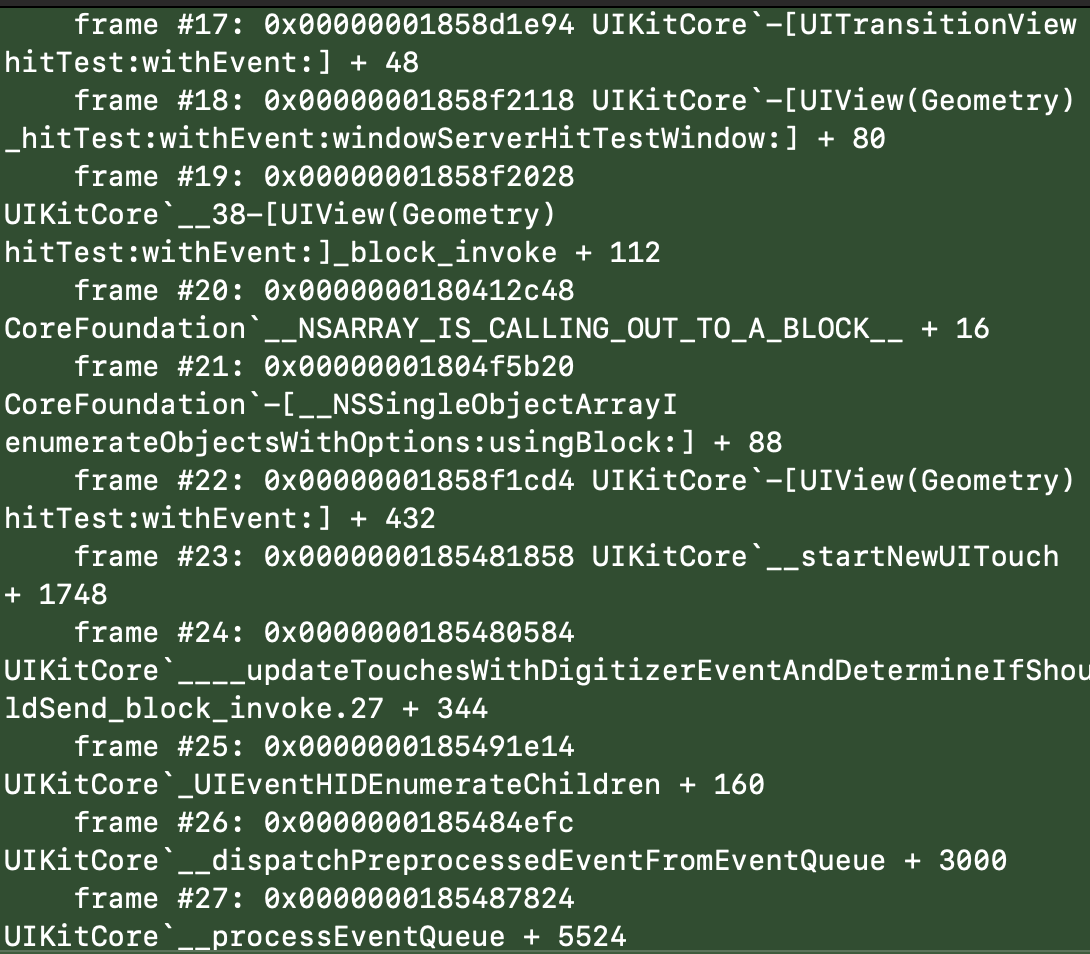 frame #17: 0x00000001858d1e94 UIKitCore`-[UITransitionView
hitTest:withEvent:] + 48
frame #18: 0x00000001858f2118 UIKitCore`-[UIView(Geometry)
_hitTest:withEvent:windowServerHitTestWindow:] + 80
frame #19: 0x00000001858f2028
UIKitCore`__38-[UIView(Geometry)
hitTest:withEvent:]_block_invoke + 112
frame #20: 0x0000000180412c48
CoreFoundation`__NSARRAY_IS_CALLING_OUT_TO_A_BLOCK__ + 16
frame #21: 0x00000001804f5b20
CoreFoundation`-[__NSSingleObjectArrayI
enumerateObjectsWithOptions:usingBlock:] + 88
frame #22: 0x00000001858f1cd4 UIKitCore`-[UIView(Geometry)
hitTest:withEvent:] + 432
frame #23: 0x0000000185481858 UIKitCore`__startNewUITouch
+ 1748
frame #24: 0x0000000185480584
UIKitCore`____updateTouchesWithDigitizerEventAndDetermineIfShou
ldSend_block_invoke.27 + 344
frame #25: 0x0000000185491e14
UIKitCore`_UIEventHIDEnumerateChildren + 160
frame #26: 0x0000000185484efc
UIKitCore`__dispatchPreprocessedEventFromEventQueue + 3000
frame #27: 0x0000000185487824
UIKitCore`__processEventQueue + 5524